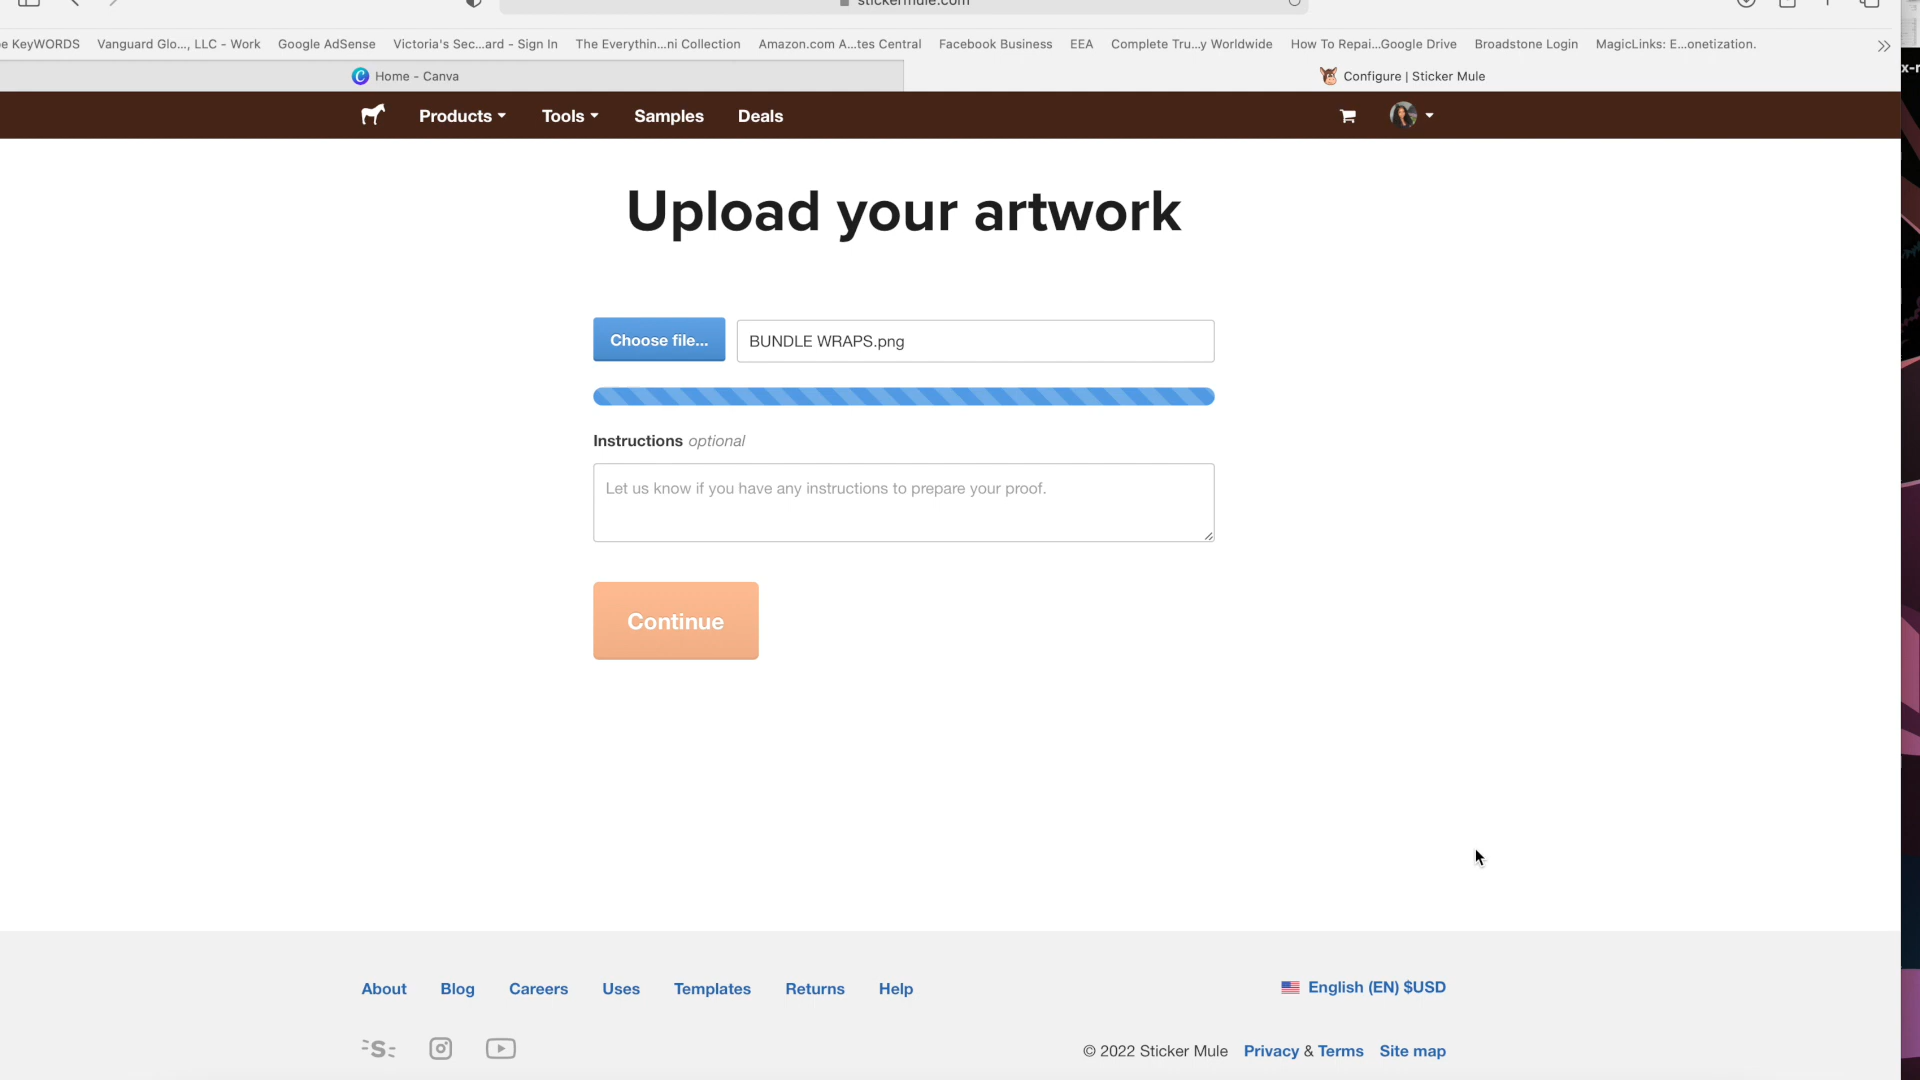 stickermule.com
e KeyWORDS Vanguard Glo..., LLC - Work Google AdSense Victoria's Sec...ard - Sign In The Everythin...ni Collection Amazon.com A...tes Central Facebook Business EEA Complete Tru...y Worldwide How To Repai...Google Drive Broadstone Login MagicLinks: E...onetization.
Home - Canva Configure | Sticker Mule
Products Tools Samples Deals
Upload your artwork
Choose file... BUNDLE WRAPS.png
Instructions optional
Let us know if you have any instructions to prepare your proof.
Continue
About Blog Careers Uses Templates Returns Help English (EN) $USD
© 2022 Sticker Mule Privacy & Terms Site map